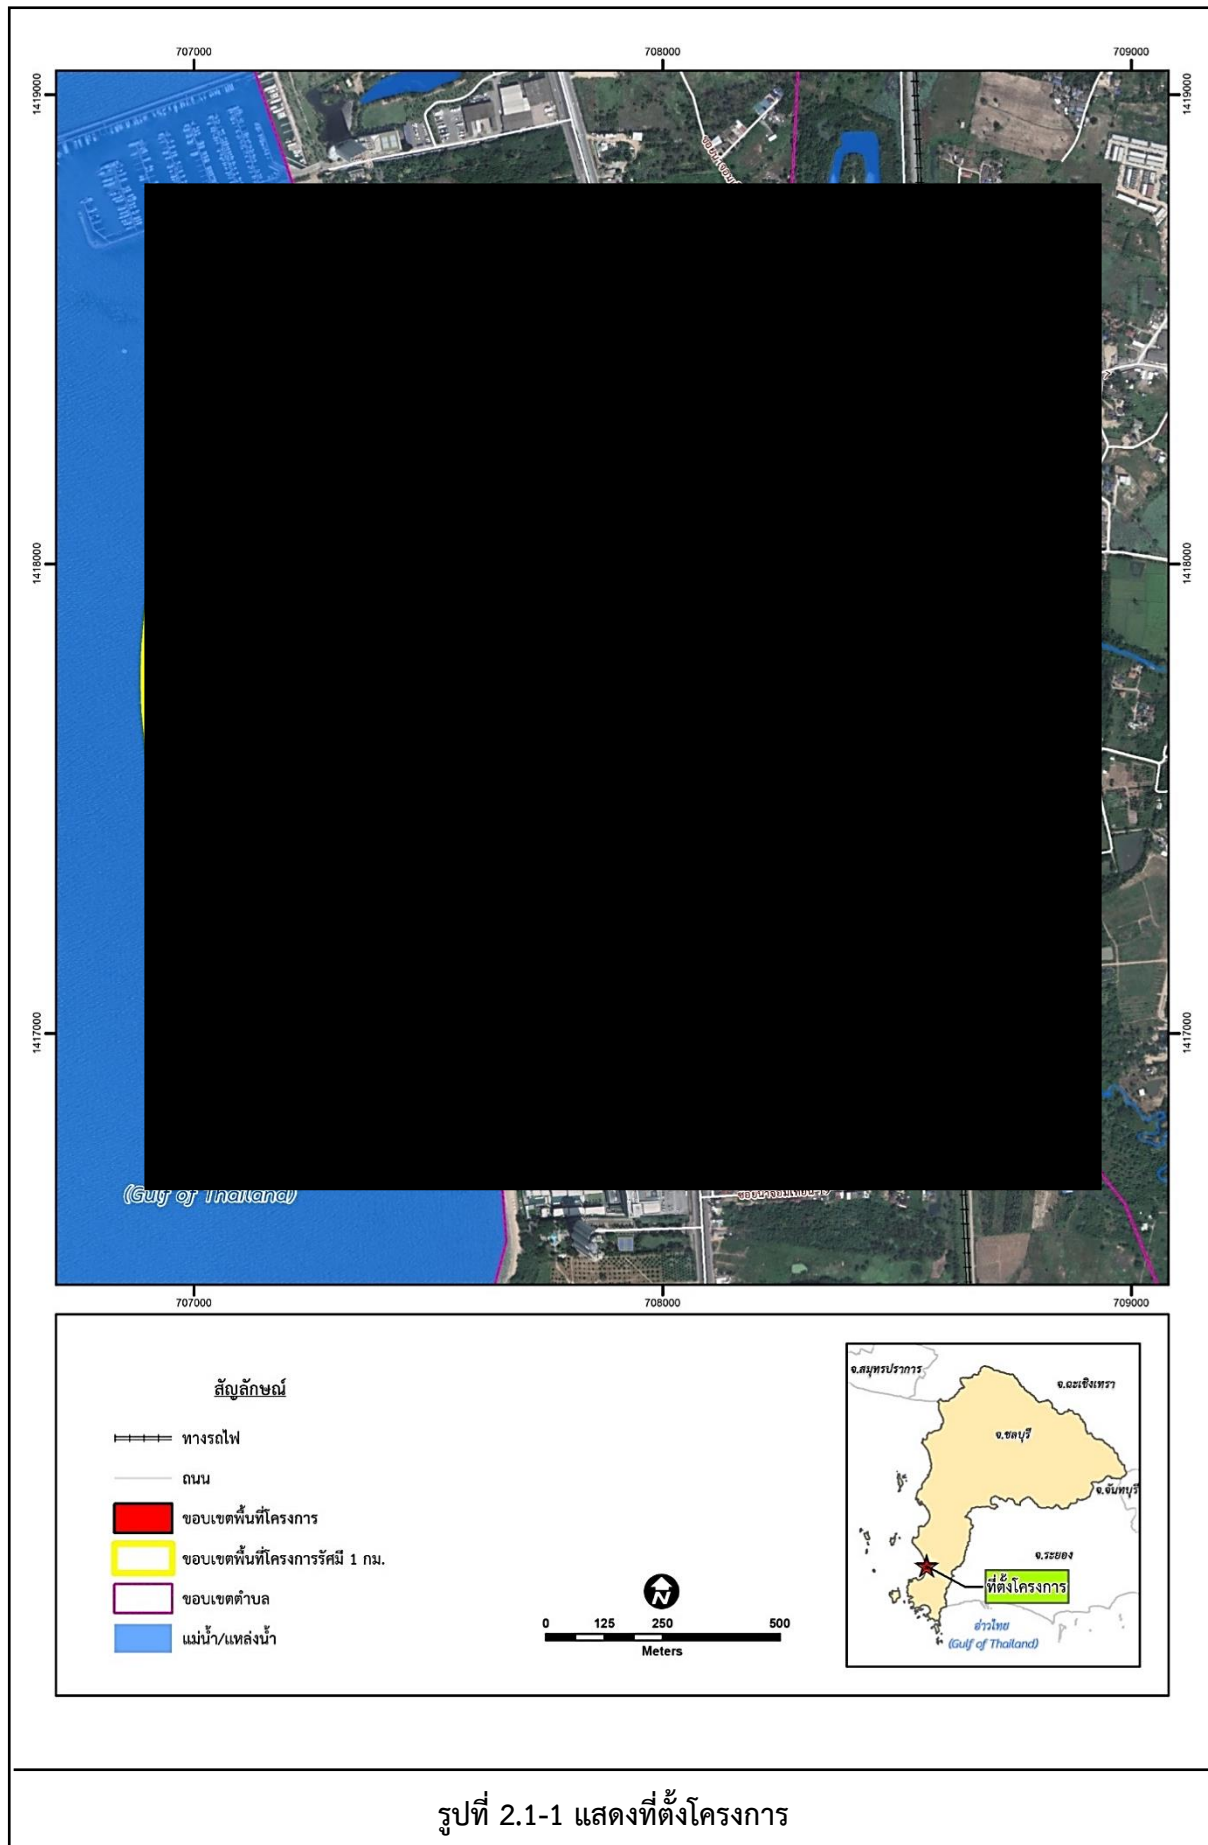 707000 708000 709000
1419000 1419000
1418000 1418000
1417000 1417000
(Gulf of Thailand)
707000 708000 709000
สัญลักษณ์
ทางรถไฟ
ถนน
ขอบเขตพื้นที่โครงการ
ขอบเขตพื้นที่โครงการรัศมี 1 กม.
ขอบเขตตำบล
แม่น้ำ/แหล่งน้ำ
N
0 125 250 500
Meters
จ.สมุทรปราการ
จ.ฉะเชิงเทรา
จ.ชลบุรี
จ.จันทบุรี
จ.ระยอง
ที่ตั้งโครงการ
อ่าวไทย
(Gulf of Thailand)
รูปที่ 2.1-1 แสดงที่ตั้งโครงการ